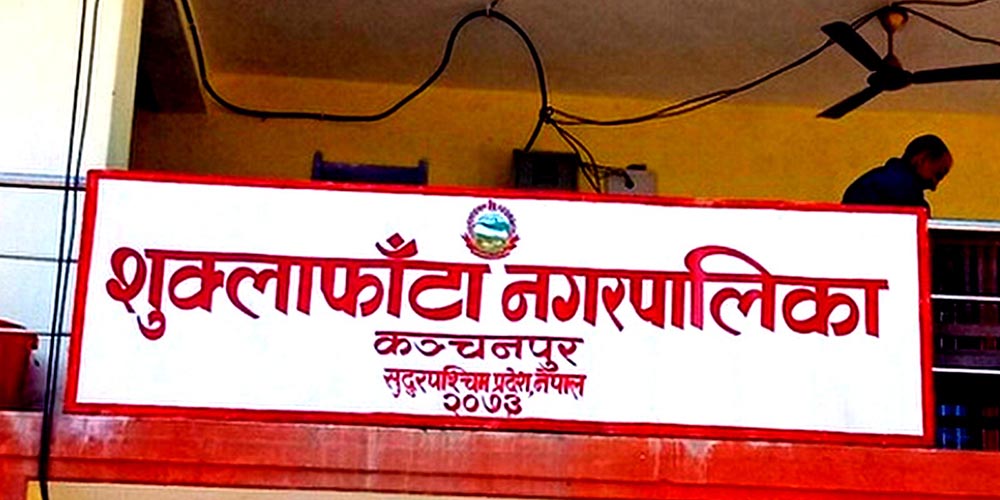 शुक्लाफाँटा नगरपालिका
कञ्चनपुर
सुदुरपश्चिम प्रदेश, नेपाल
२०७३